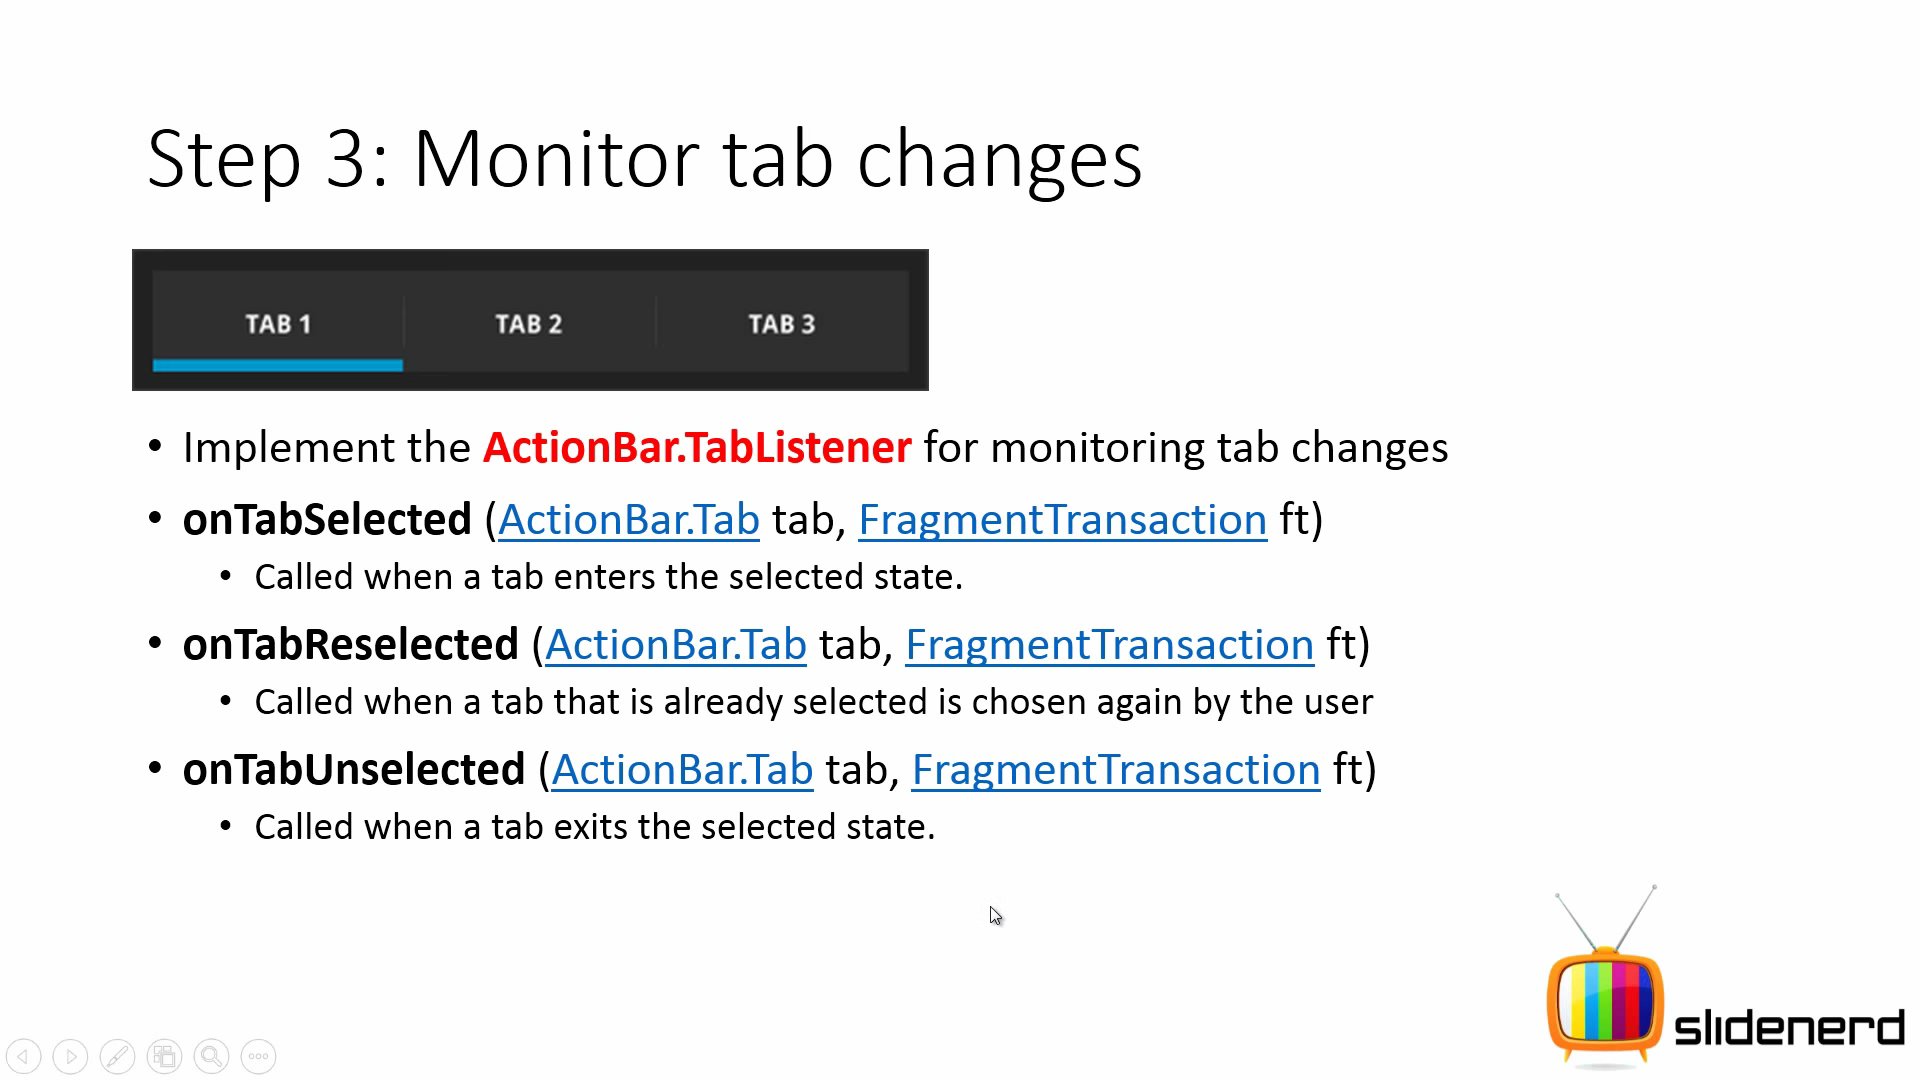 Step 3: Monitor tab changes
TAB 1 TAB 2 TAB 3
• Implement the ActionBar.TabListener for monitoring tab changes
• onTabSelected (ActionBar.Tab tab, FragmentTransaction ft)
• Called when a tab enters the selected state.
• onTabReselected (ActionBar.Tab tab, FragmentTransaction ft)
• Called when a tab that is already selected is chosen again by the user
• onTabUnselected (ActionBar.Tab tab, FragmentTransaction ft)
• Called when a tab exits the selected state.
slidenerd